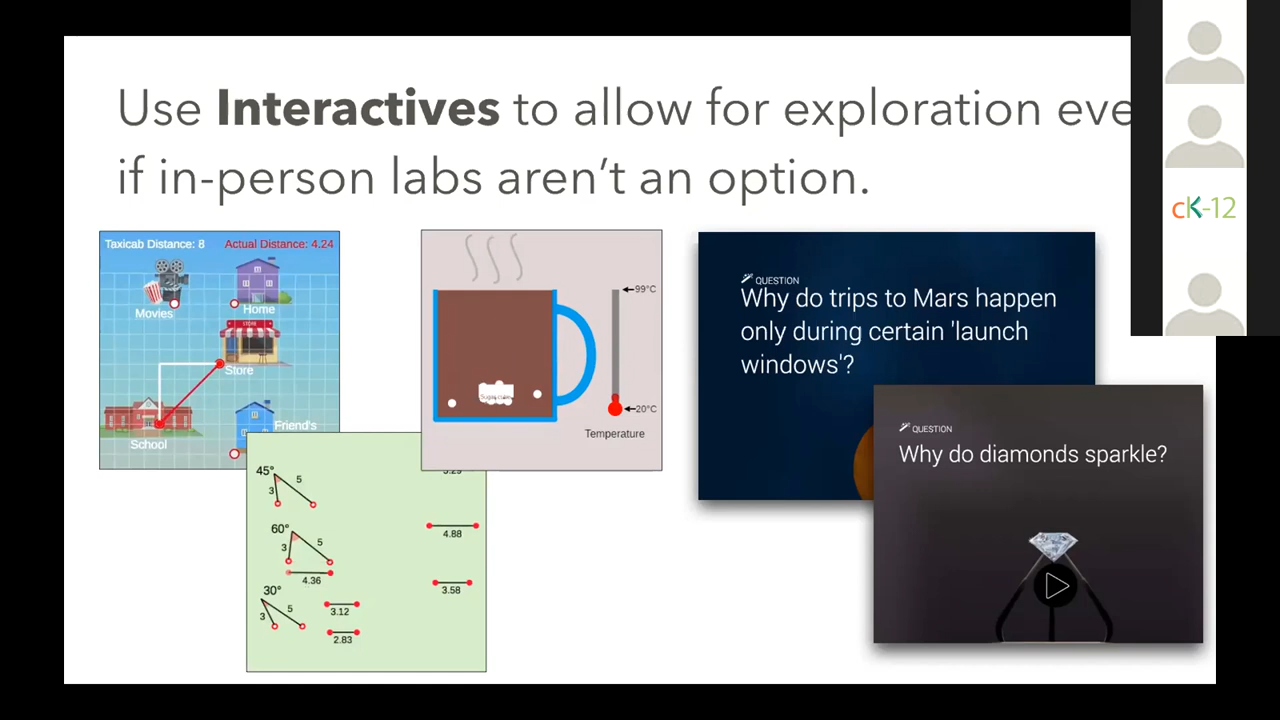 Use Interactives to allow for exploration eve
if in-person labs aren't an option.
cK-12
Taxicab Distance: 8 Actual Distance: 4.24
Movies
Home
STORE
Store
School
Friend's
99°C
20°C
Temperature
45°
5
3
60°
5
3
4.36
30°
5
3
3.12
2.83
4.88
3.58
QUESTION
Why do trips to Mars happen
only during certain 'launch
windows'?
QUESTION
Why do diamonds sparkle?